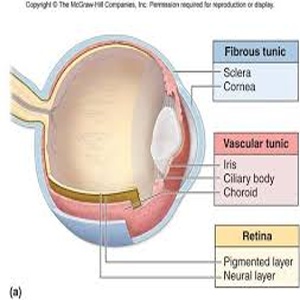 Copyright © The McGraw-Hill Companies, Inc. Permission required for reproduction or display.
Fibrous tunic
Sclera
Cornea
Vascular tunic
Iris
Ciliary body
Choroid
Retina
Pigmented layer
Neural layer
(a)